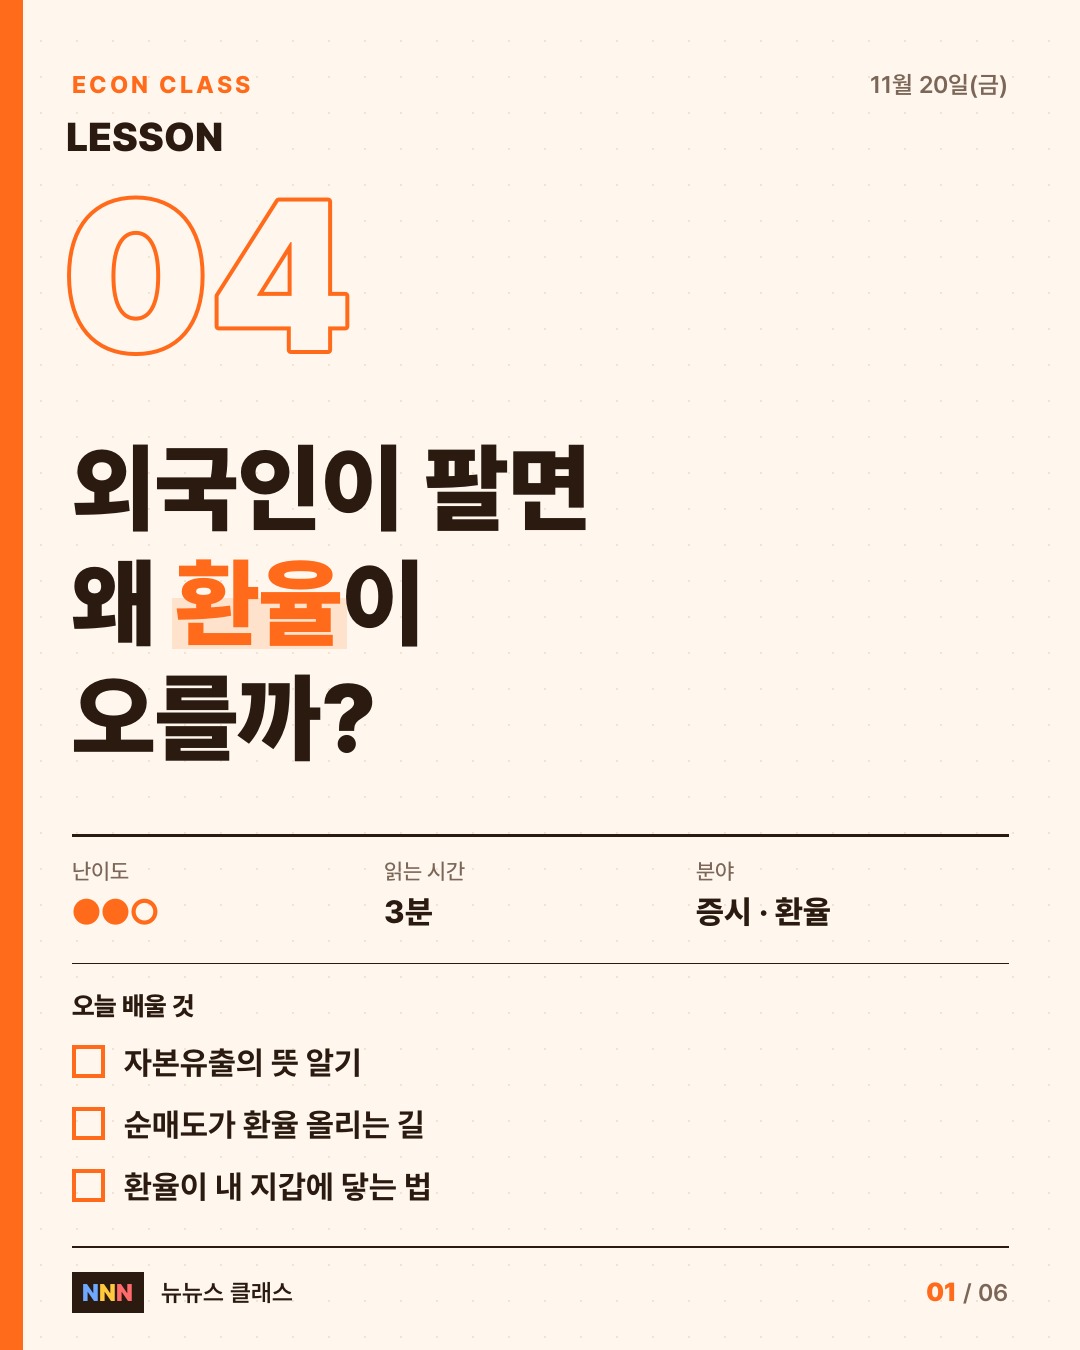 ECON CLASS
11월 20일(금)
LESSON
04
외국인이 팔면
왜 환율이
오를까?
난이도
읽는 시간
분야
3분
증시 · 환율
오늘 배울 것
자본유출의 뜻 알기
순매도가 환율 올리는 길
환율이 내 지갑에 닿는 법
NNN 뉴뉴스 클래스
01 / 06